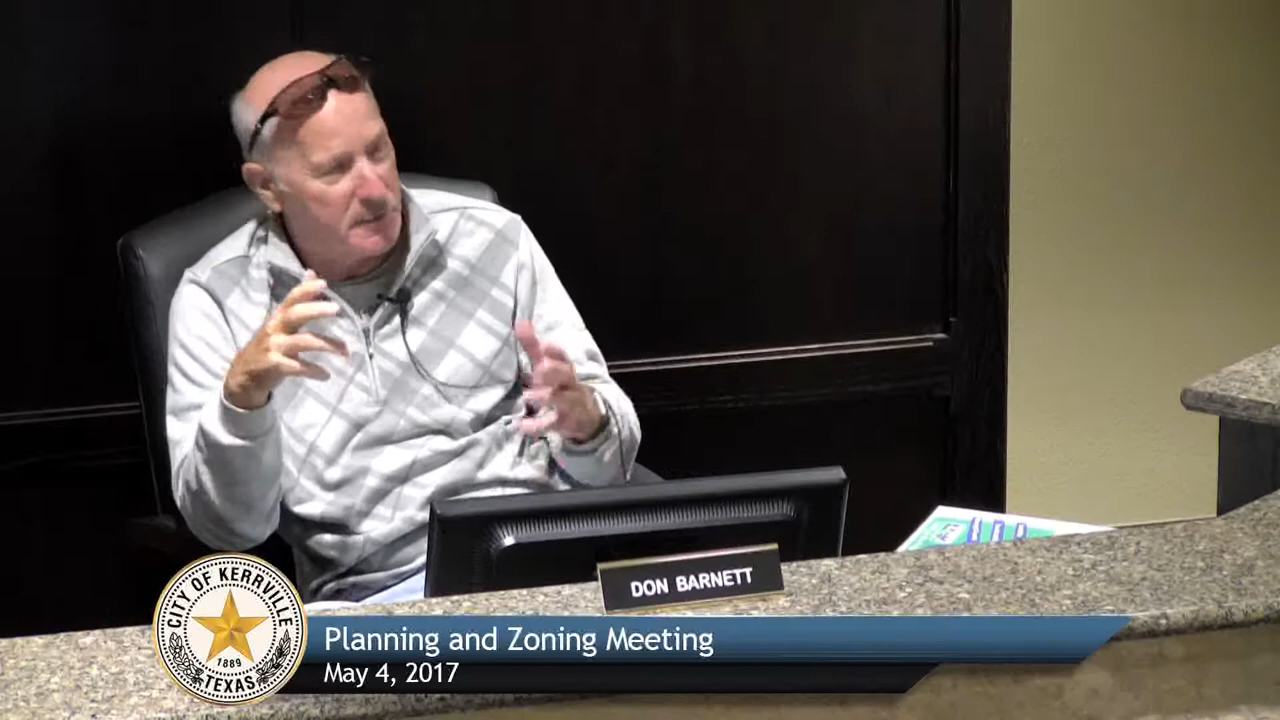 DON BARNETT
CITY OF KERRVILLE
1889
TEXAS
Planning and Zoning Meeting
May 4, 2017